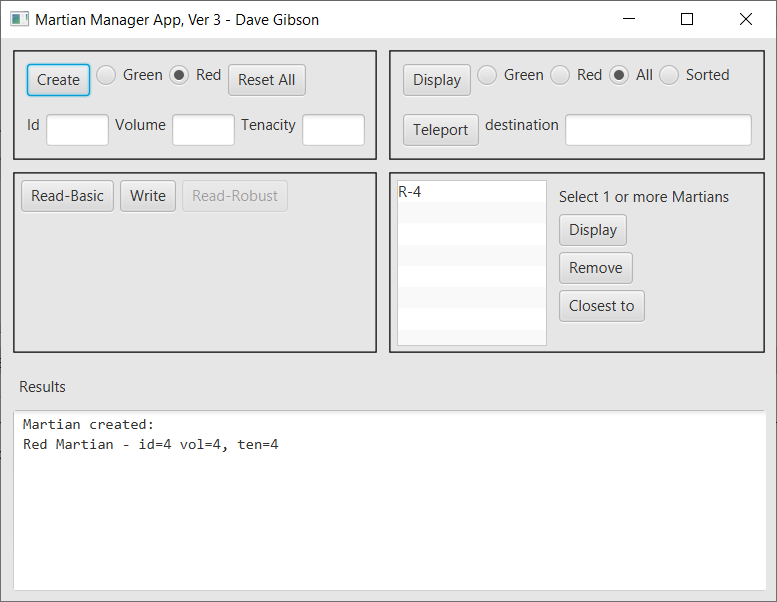 Martian Manager App, Ver 3 - Dave Gibson
Create Green Red Reset All
Id Volume Tenacity
Display Green Red All Sorted
Teleport destination
Read-Basic Write Read-Robust
R-4
Select 1 or more Martians
Display
Remove
Closest to
Results
Martian created:
Red Martian - id=4 vol=4, ten=4